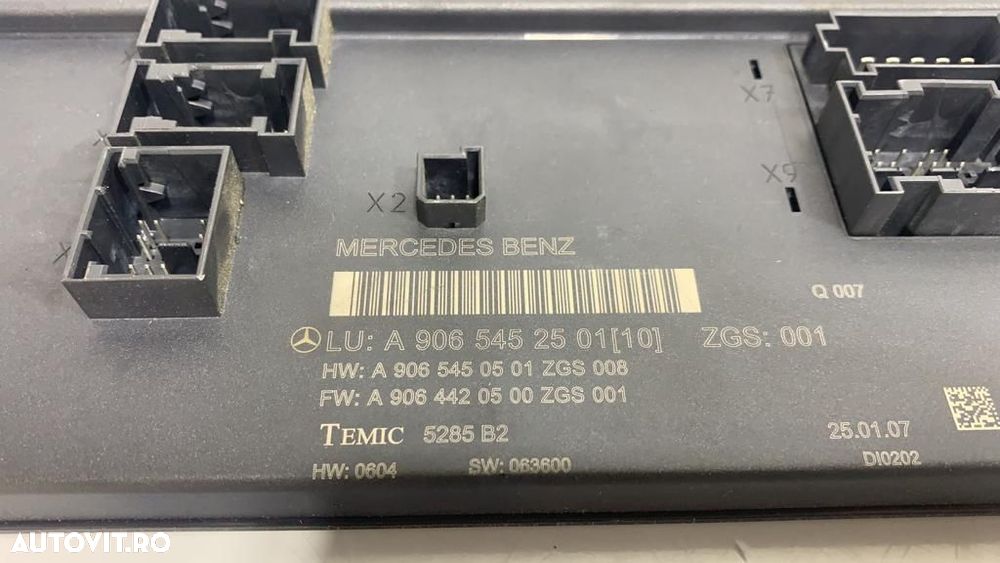 X7
X9
X2
MERCEDES BENZ
Q 007
LU: A 906 545 25 01[10] ZGS: 001
HW: A 906 545 05 01 ZGS 008
FW: A 906 442 05 00 ZGS 001
TEMIC 5285 B2
25.01.07
HW: 0604 SW: 063600
DI0202
AUTOVIT.RO